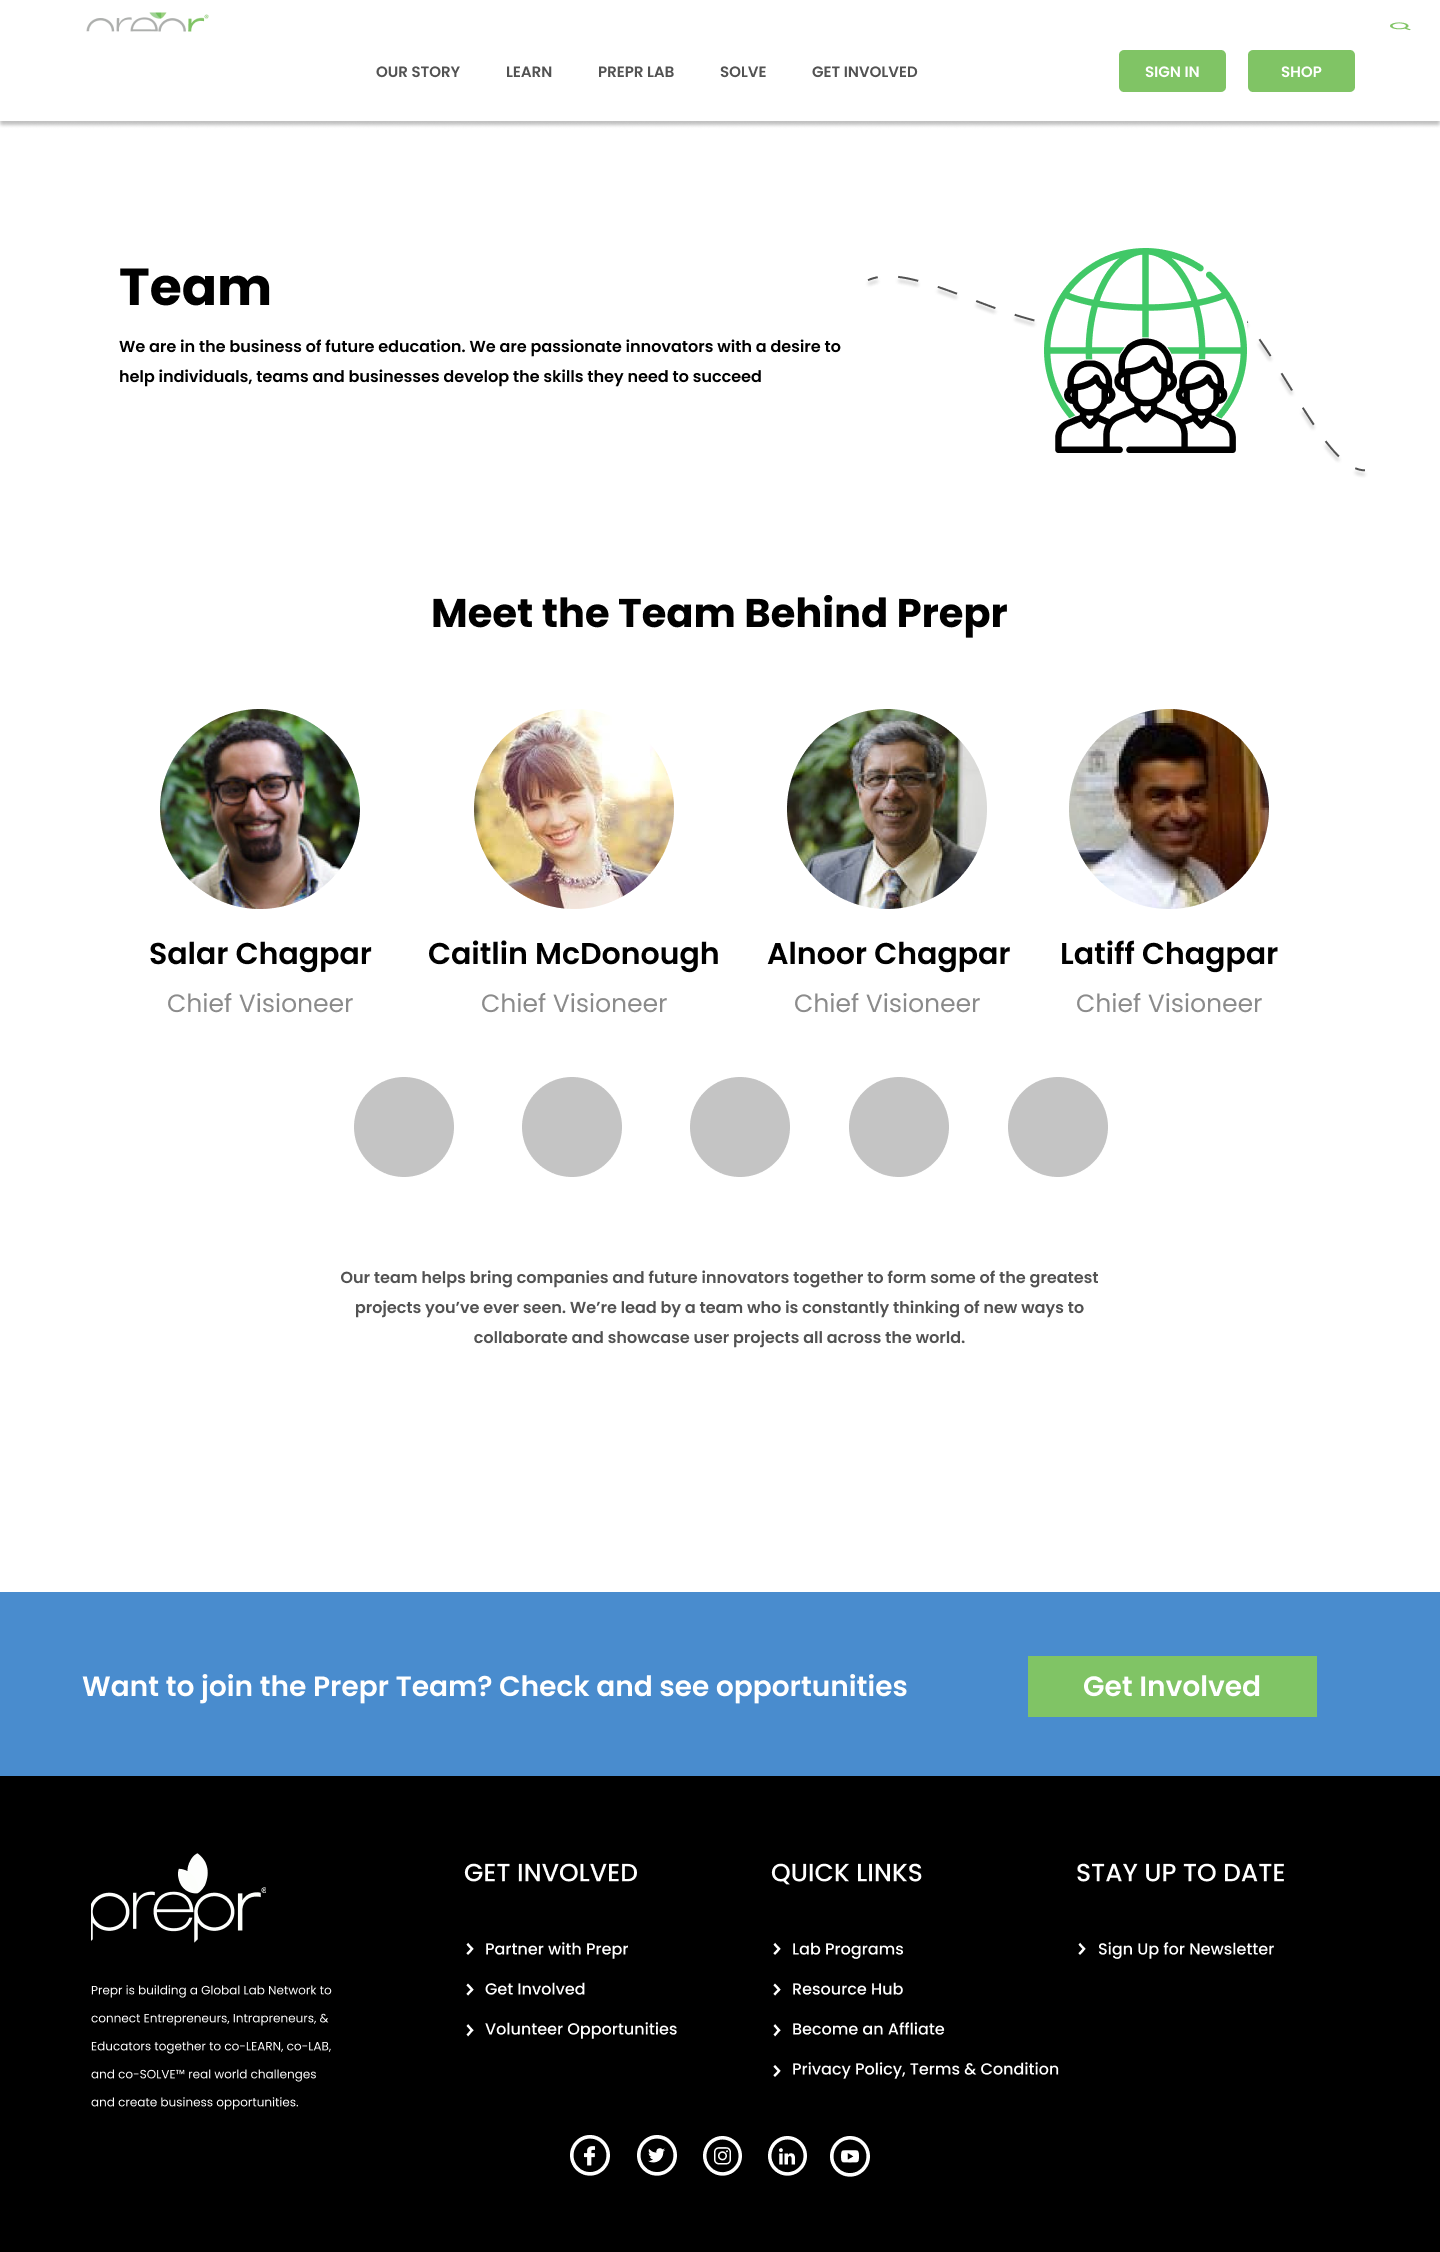 prepr
OUR STORY LEARN PREPR LAB SOLVE GET INVOLVED SIGN IN SHOP
Team
We are in the business of future education. We are passionate innovators with a desire to
help individuals, teams and businesses develop the skills they need to succeed
Meet the Team Behind Prepr
Salar Chagpar Caitlin McDonough Alnoor Chagpar Latiff Chagpar
Chief Visioneer Chief Visioneer Chief Visioneer Chief Visioneer
Our team helps bring companies and future innovators together to form some of the greatest
projects you’ve ever seen. We’re lead by a team who is constantly thinking of new ways to
collaborate and showcase user projects all across the world.
Want to join the Prepr Team? Check and see opportunities Get Involved
prepr®
Prepr is building a Global Lab Network to
connect Entrepreneurs, Intrapreneurs, &
Educators together to co-LEARN, co-LAB,
and co-SOLVE™ real world challenges
and create business opportunities.
GET INVOLVED
Partner with Prepr
Get Involved
Volunteer Opportunities
QUICK LINKS
Lab Programs
Resource Hub
Become an Affliate
Privacy Policy, Terms & Condition
STAY UP TO DATE
Sign Up for Newsletter